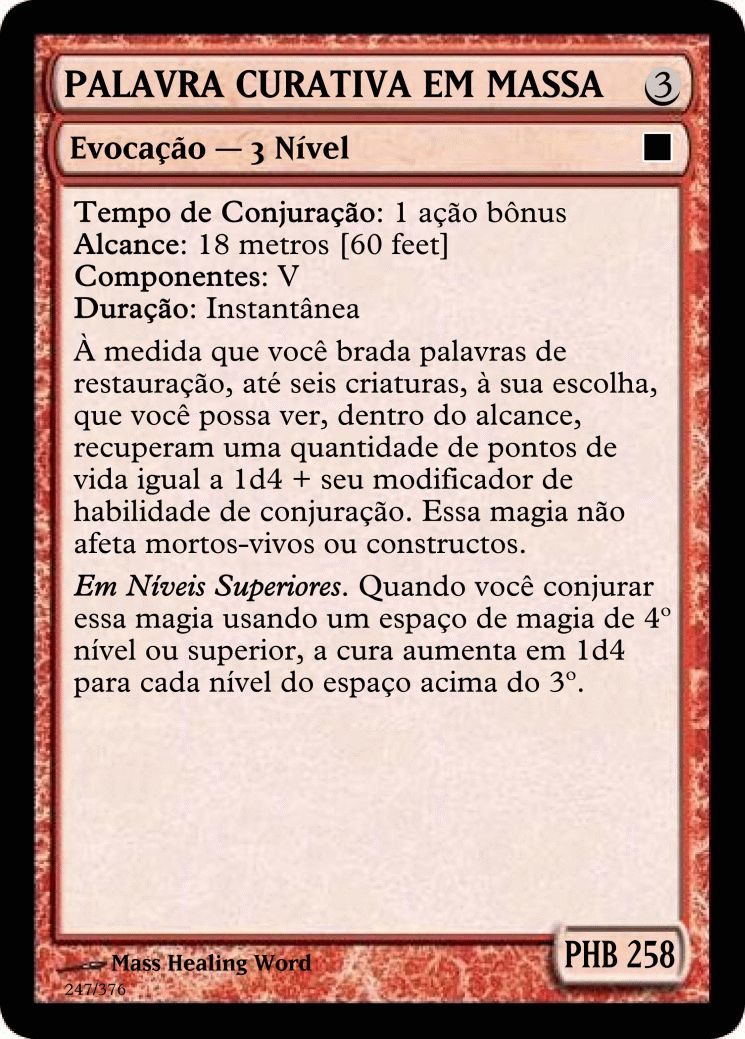 PALAVRA CURATIVA EM MASSA 3
Evocação — 3 Nível
Tempo de Conjuração: 1 ação bônus
Alcance: 18 metros [60 feet]
Componentes: V
Duração: Instantânea
À medida que você brada palavras de
restauração, até seis criaturas, à sua escolha,
que você possa ver, dentro do alcance,
recuperam uma quantidade de pontos de
vida igual a 1d4 + seu modificador de
habilidade de conjuração. Essa magia não
afeta mortos-vivos ou constructos.
Em Níveis Superiores. Quando você conjurar
essa magia usando um espaço de magia de 4º
nível ou superior, a cura aumenta em 1d4
para cada nível do espaço acima do 3º.
PHB 258
Mass Healing Word
247/376